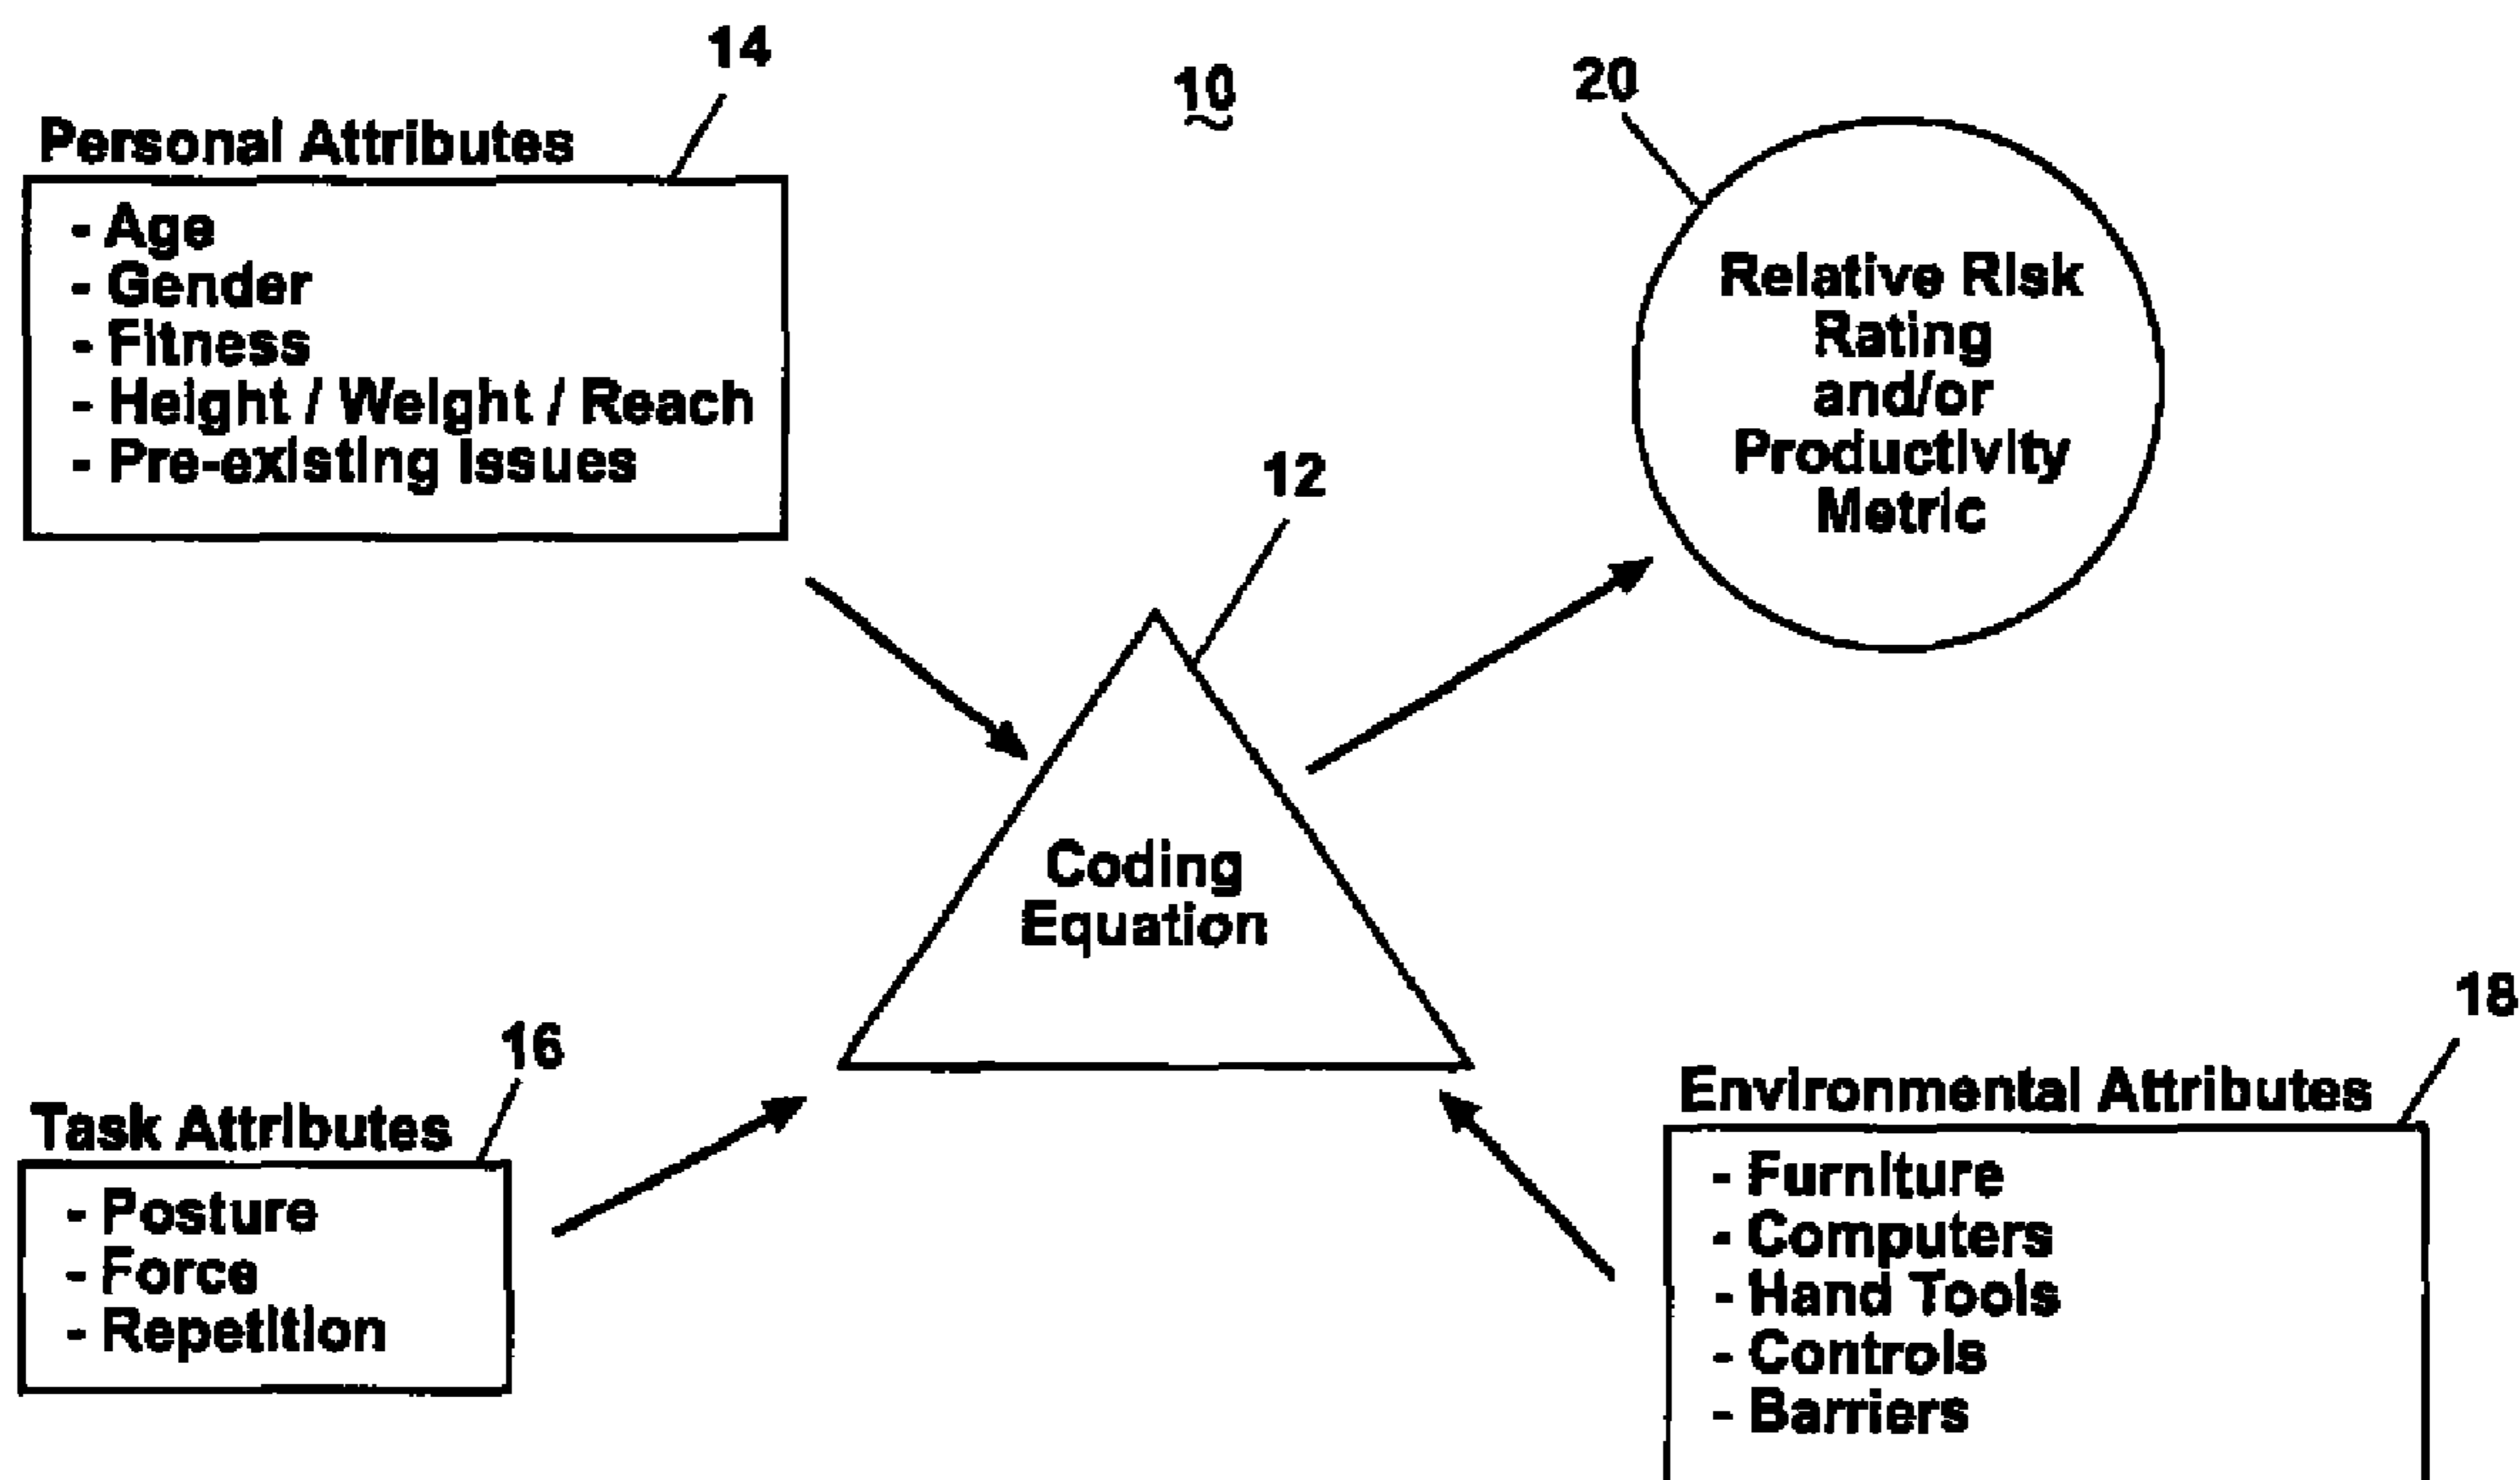 14
10
20
Personal Attributes
- Age
- Gender
- Fitness
- Height / Weight / Reach
- Pre-existing Issues
Relative Risk
Rating
and/or
Productivity
Metric
12
Coding
Equation
16
Task Attributes
- Posture
- Force
- Repetition
18
Environmental Attributes
- Furniture
- Computers
- Hand Tools
- Controls
- Barriers